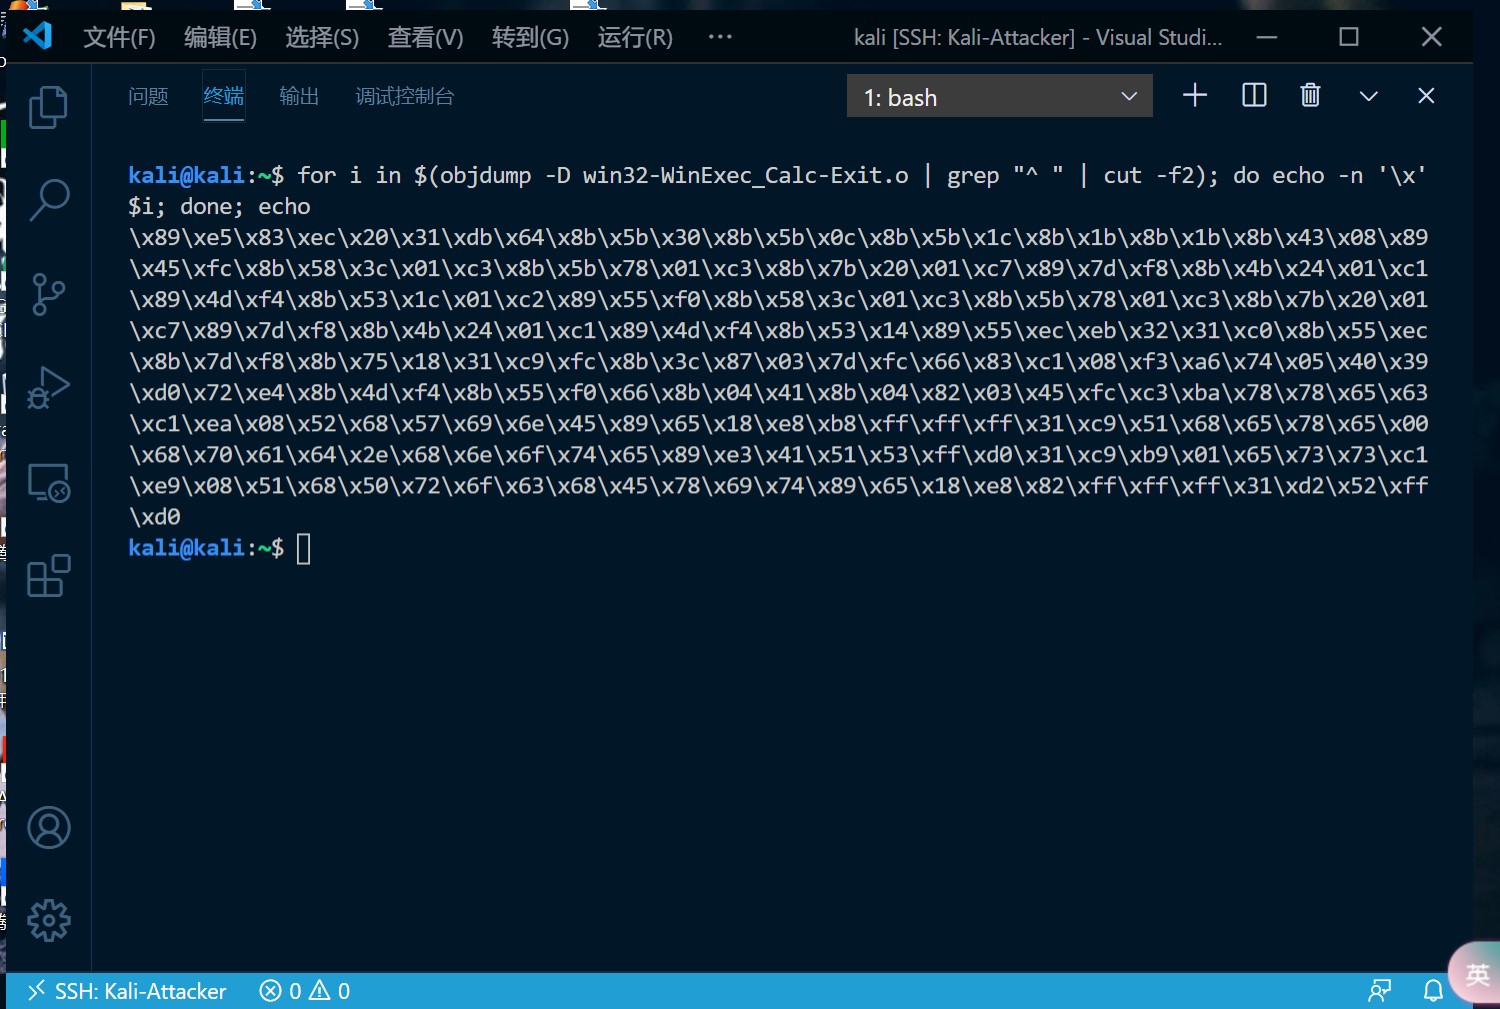 文件(F) 编辑(E) 选择(S) 查看(V) 转到(G) 运行(R) ··· kali [SSH: Kali-Attacker] - Visual Studi...
问题 终端 输出 调试控制台 1: bash
kali@kali:~$ for i in $(objdump -D win32-WinExec_Calc-Exit.o | grep "^ " | cut -f2); do echo -n '\x'
$i; done; echo
\x89\xe5\x83\xec\x20\x31\xdb\x64\x8b\x5b\x30\x8b\x5b\x0c\x8b\x5b\x1c\x8b\x1b\x8b\x1b\x8b\x43\x08\x89
\x45\xfc\x8b\x58\x3c\x01\xc3\x8b\x5b\x78\x01\xc3\x8b\x7b\x20\x01\xc7\x89\x7d\xf8\x8b\x4b\x24\x01\xc1
\x89\x4d\xf4\x8b\x53\x1c\x01\xc2\x89\x55\xf0\x8b\x58\x3c\x01\xc3\x8b\x5b\x78\x01\xc3\x8b\x7b\x20\x01
\xc7\x89\x7d\xf8\x8b\x4b\x24\x01\xc1\x89\x4d\xf4\x8b\x53\x14\x89\x55\xec\xeb\x32\x31\xc0\x8b\x55\xec
\x8b\x7d\xf8\x8b\x75\x18\x31\xc9\xfc\x8b\x3c\x87\x03\x7d\xfc\x66\x83\xc1\x08\xf3\xa6\x74\x05\x40\x39
\xd0\x72\xe4\x8b\x4d\xf4\x8b\x55\xf0\x66\x8b\x04\x41\x8b\x04\x82\x03\x45\xfc\xc3\xba\x78\x78\x65\x63
\xc1\xea\x08\x52\x68\x57\x69\x6e\x45\x89\x65\x18\xe8\xb8\xff\xff\xff\x31\xc9\x51\x68\x65\x78\x65\x00
\x68\x70\x61\x64\x2e\x68\x6e\x6f\x74\x65\x89\xe3\x41\x51\x53\xff\xd0\x31\xc9\xb9\x01\x65\x73\x73\xc1
\xe9\x08\x51\x68\x50\x72\x6f\x63\x68\x45\x78\x69\x74\x89\x65\x18\xe8\x82\xff\xff\xff\x31\xd2\x52\xff
\xd0
kali@kali:~$
SSH: Kali-Attacker 0 0
英